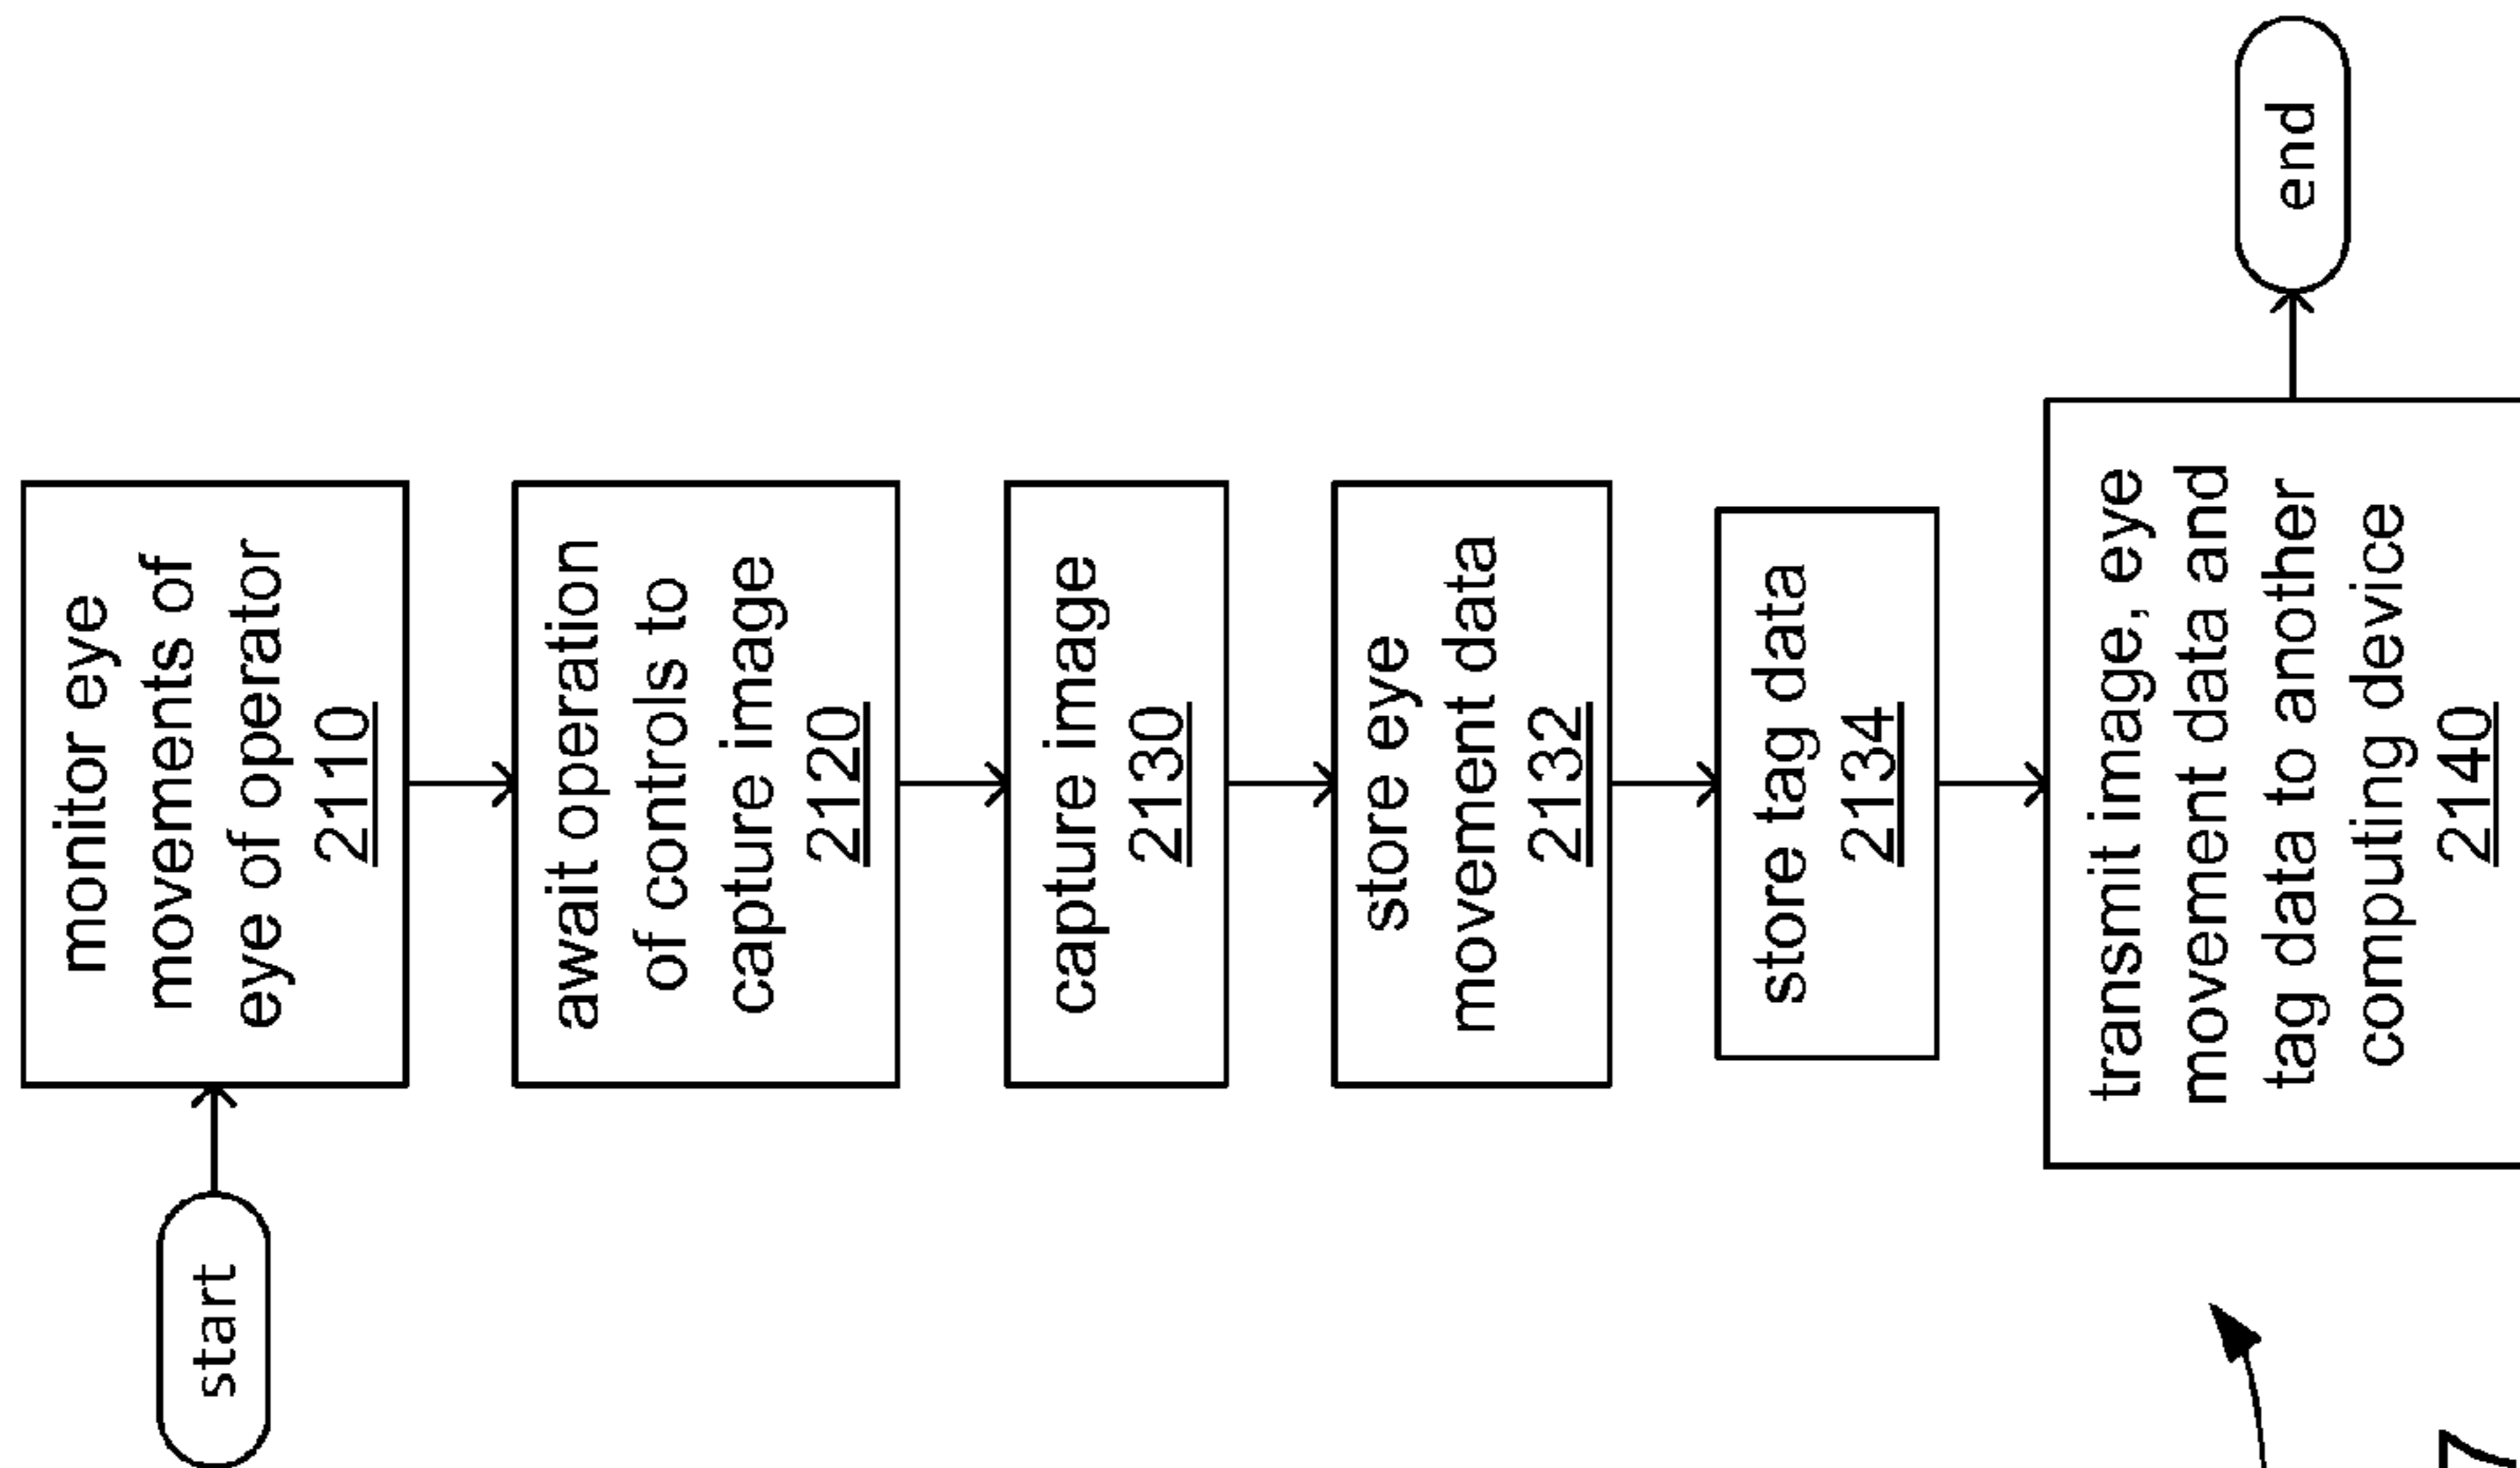 start
monitor eye
movements of
eye of operator
2110
await operation
of controls to
capture image
2120
capture image
2130
store eye
movement data
2132
store tag data
2134
transmit image, eye
movement data and
tag data to another
computing device
2140
end
7